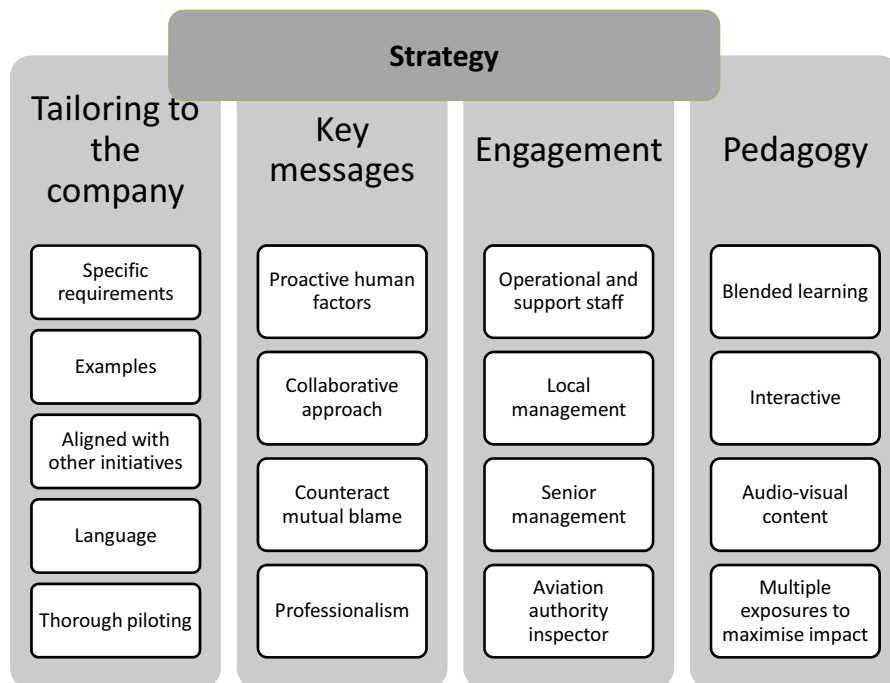 Strategy
Tailoring to
the
company
Specific
requirements
Examples
Aligned with
other initiatives
Language
Thorough piloting
Key
messages
Proactive human
factors
Collaborative
approach
Counteract
mutual blame
Professionalism
Engagement
Operational and
support staff
Local
management
Senior
management
Aviation
authority
inspector
Pedagogy
Blended learning
Interactive
Audio-visual
content
Multiple
exposures to
maximise impact